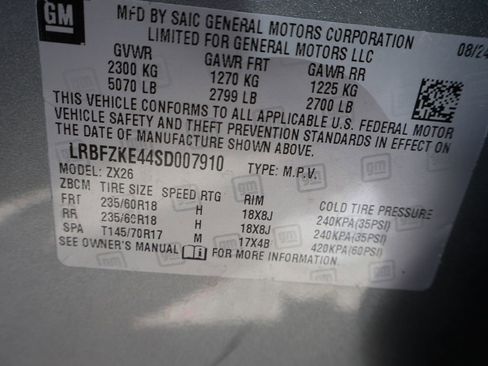 GM
MFD BY SAIC GENERAL MOTORS CORPORATION
LIMITED FOR GENERAL MOTORS LLC
08/24
GVWR GAWR FRT GAWR RR
2300 KG 1270 KG 1225 KG
5070 LB 2799 LB 2700 LB
THIS VEHICLE CONFORMS TO ALL APPLICABLE U.S. FEDERAL MOTOR
VEHICLE SAFETY AND THEFT PREVENTION STANDARDS IN EFFECT ON
THE DATE OF MANUFACTURE SHOWN ABOVE.
LRBFZKE44SD007910 TYPE: M.P.V.
MODEL: ZX26
ZBCM TIRE SIZE SPEED RTG RIM COLD TIRE PRESSURE
FRT 235/60R18 H 18X8J 240KPA(35PSI)
RR 235/60R18 H 18X8J 240KPA(35PSI)
SPA T145/70R17 M 17X4B 420KPA(60PSI)
SEE OWNER'S MANUAL FOR MORE INFORMATION.